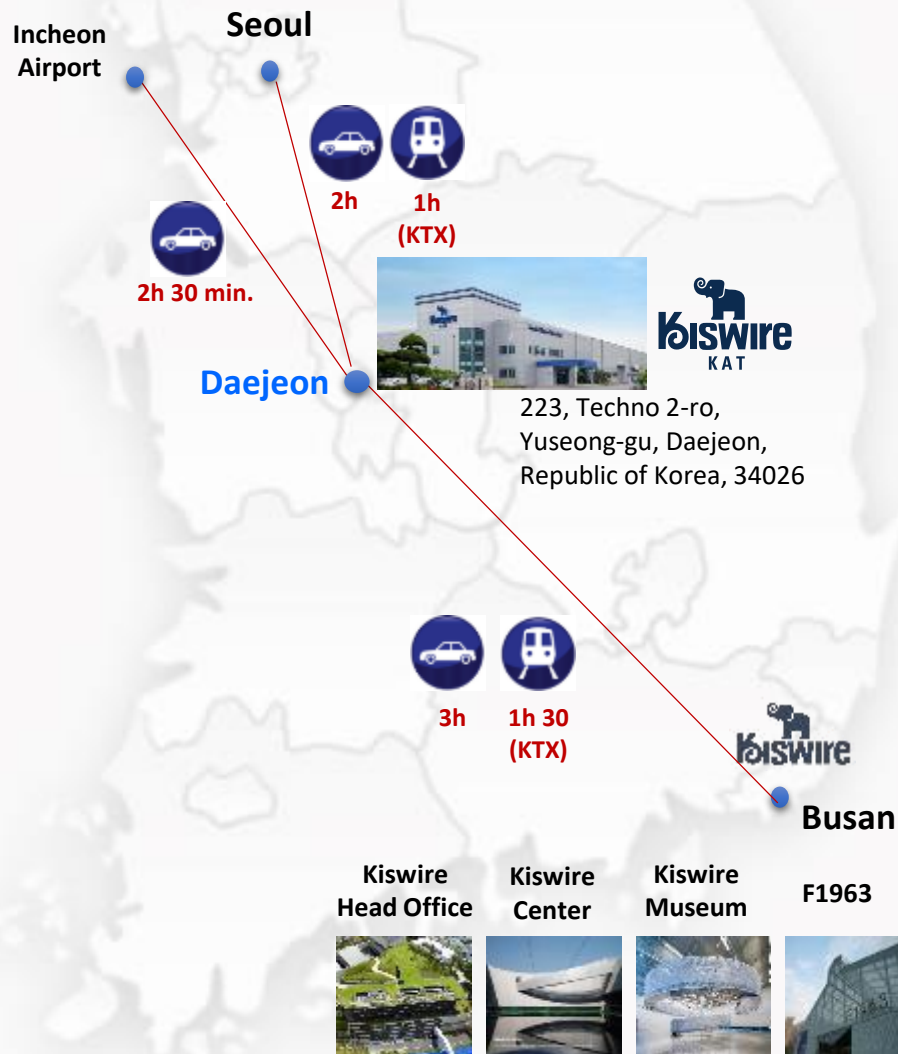 Incheon
Airport
Seoul
2h
1h
(KTX)
2h 30 min.
Kiswire
KAT
Daejeon
223, Techno 2-ro,
Yuseong-gu, Daejeon,
Republic of Korea, 34026
3h
1h 30
(KTX)
Kiswire
Busan
Kiswire
Head Office
Kiswire
Center
Kiswire
Museum
F1963